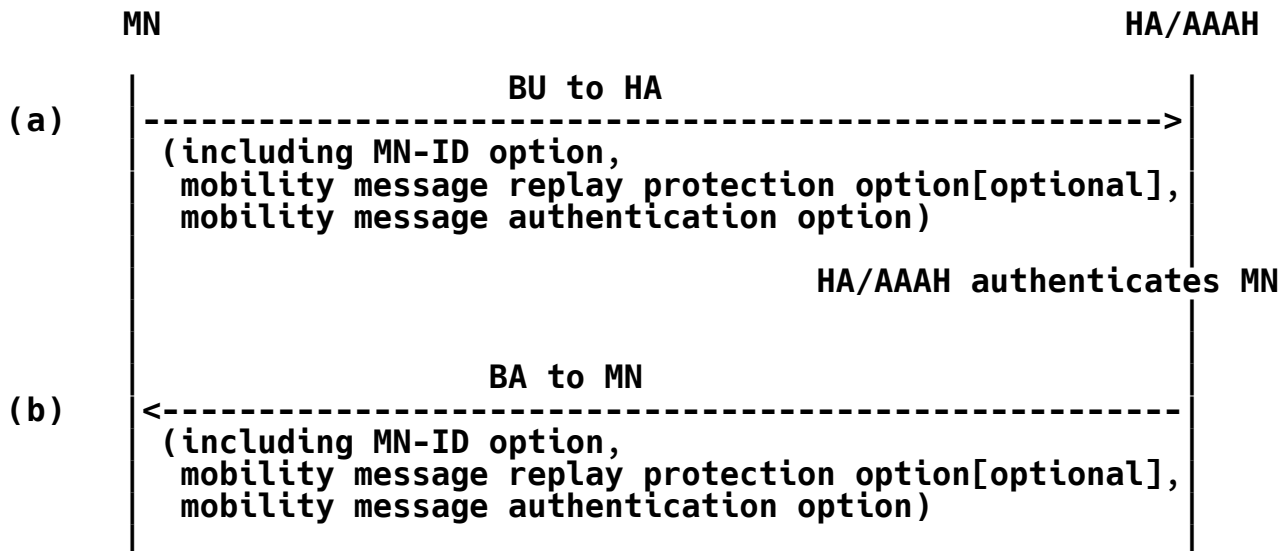 MN HA/AAAH
BU to HA
(a) |---------------------------------------------------->|
(including MN-ID option,
mobility message replay protection option[optional],
mobility message authentication option)
HA/AAAH authenticates MN
BA to MN
(b) |<----------------------------------------------------|
(including MN-ID option,
mobility message replay protection option[optional],
mobility message authentication option)